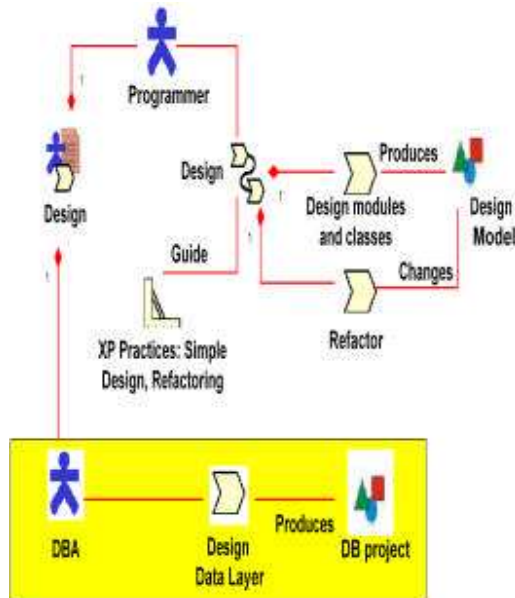 Programmer
Design
Design
Produces
Design modules
and classes
Design
Model
Guide
Changes
Refactor
XP Practices: Simple
Design, Refactoring
DBA
Design
Data Layer
Produces
DB project